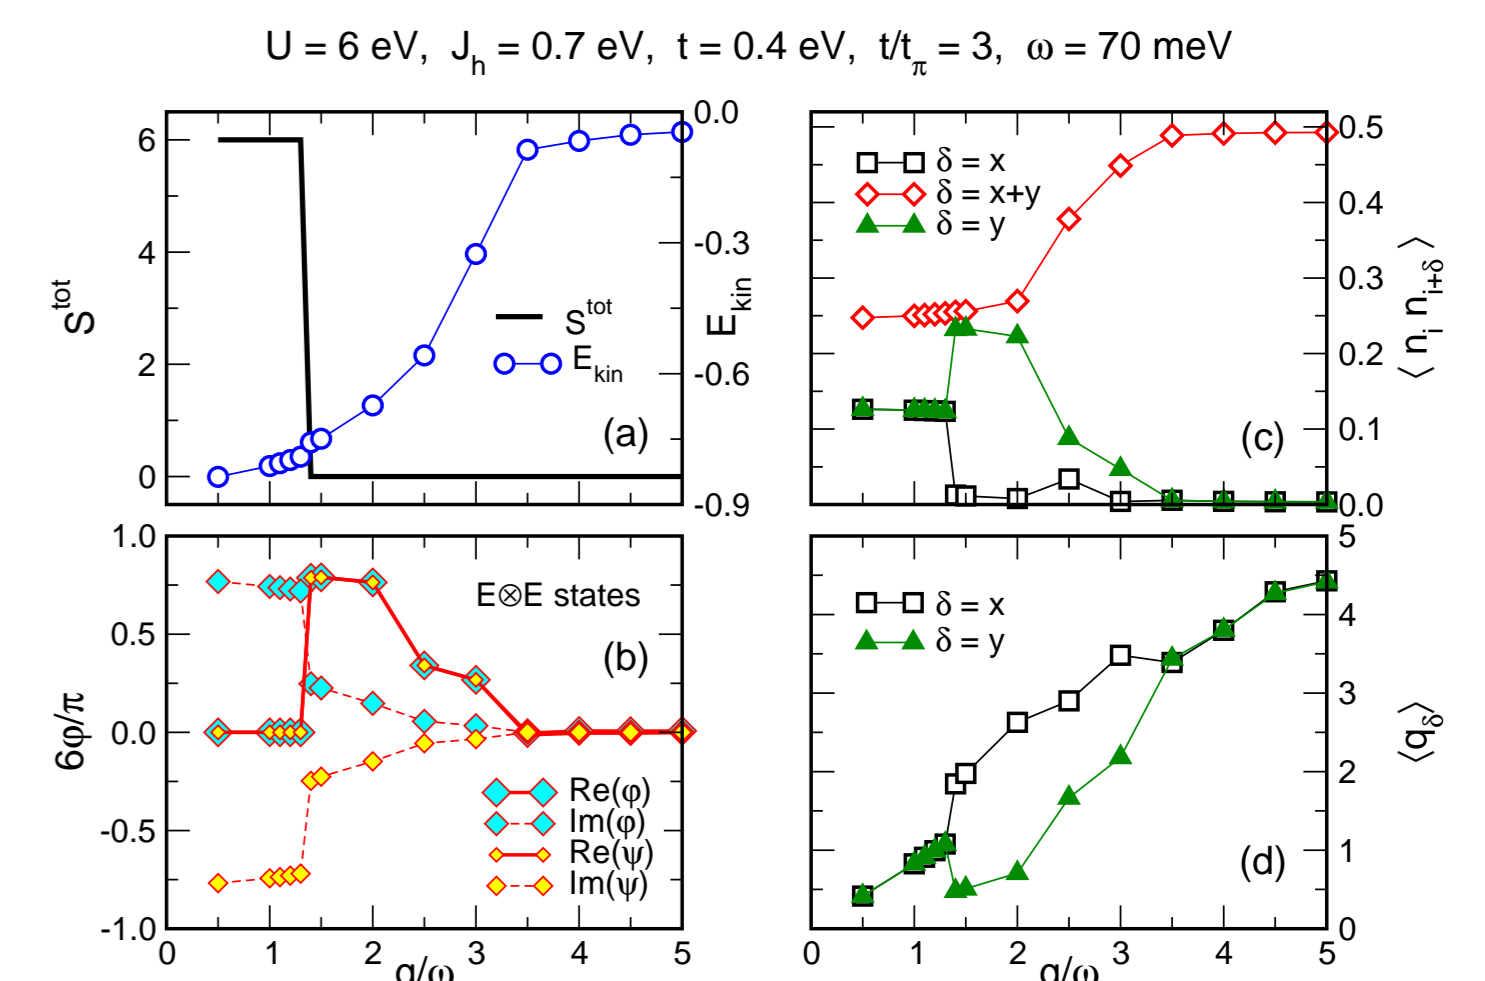 U = 6 eV, J_h = 0.7 eV, t = 0.4 eV, t/t_π = 3, ω = 70 meV
6
4
2
0
S^tot
0.0
-0.3
-0.6
-0.9
E_kin
S^tot
E_kin
(a)
δ = x
δ = x+y
δ = y
(c)
0.5
0.4
0.3
0.2
0.1
0.0
⟨ n_i n_{i+δ} ⟩
1.0
0.5
0.0
-0.5
-1.0
6φ/π
E⊗E states
(b)
Re(φ)
Im(φ)
Re(ψ)
Im(ψ)
0 1 2 3 4 5
g/ω
δ = x
δ = y
(d)
5
4
3
2
1
0
⟨q_δ⟩
0 1 2 3 4 5
g/ω